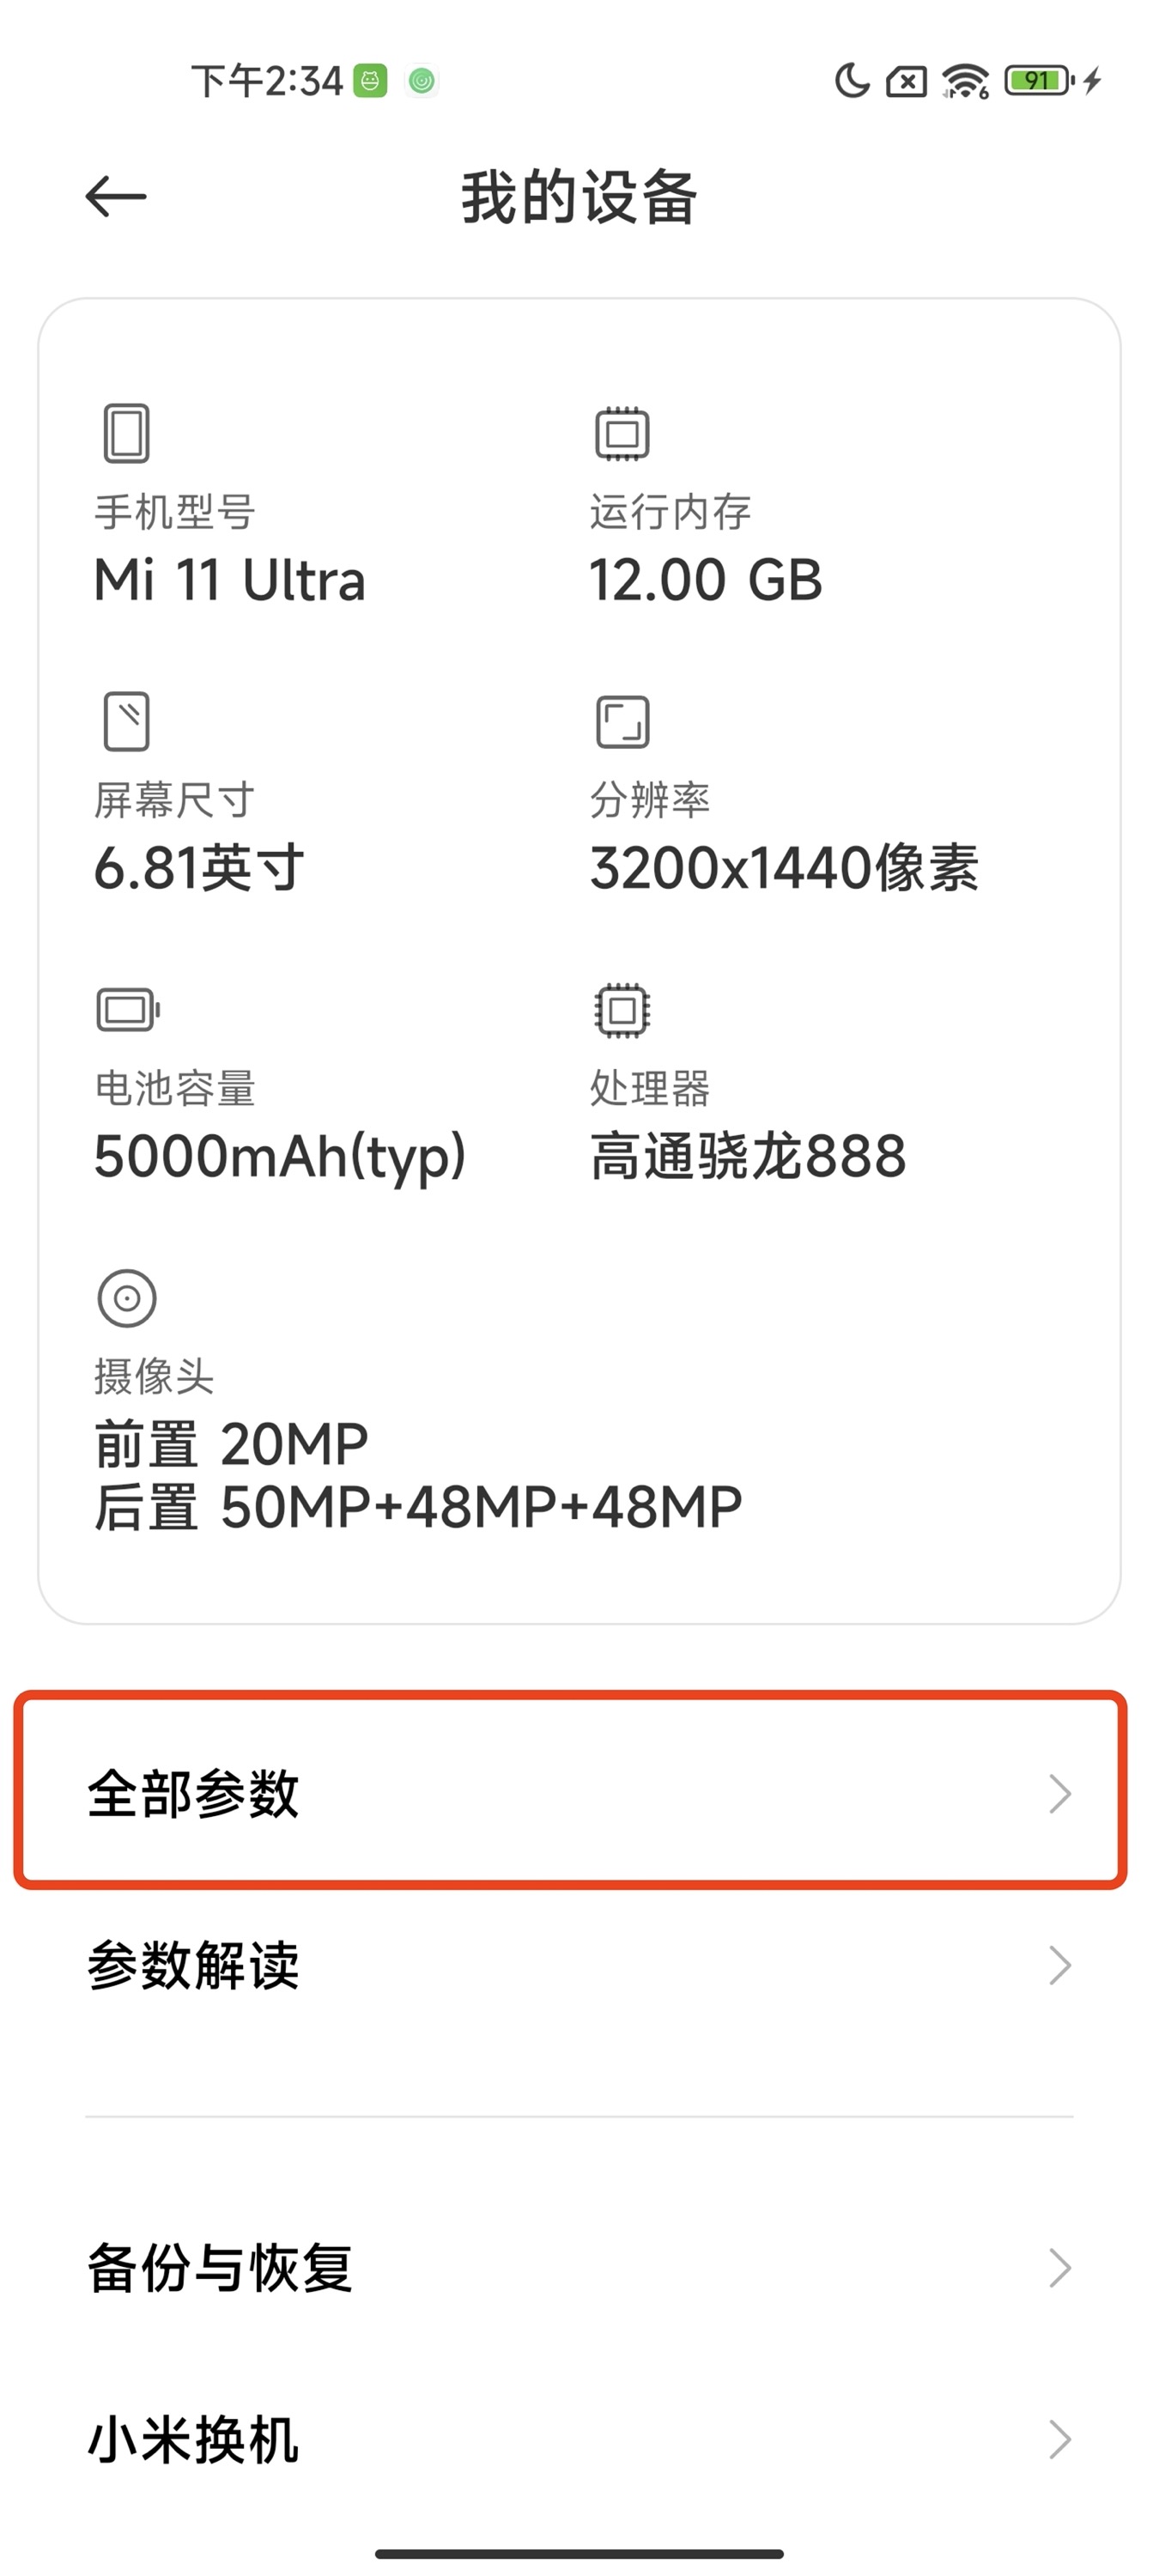 下午2:34
6
91
我的设备
手机型号
运行内存
Mi 11 Ultra
12.00 GB
屏幕尺寸
分辨率
6.81英寸
3200x1440像素
电池容量
处理器
5000mAh(typ)
高通骁龙888
摄像头
前置 20MP
后置 50MP+48MP+48MP
全部参数
参数解读
备份与恢复
小米换机